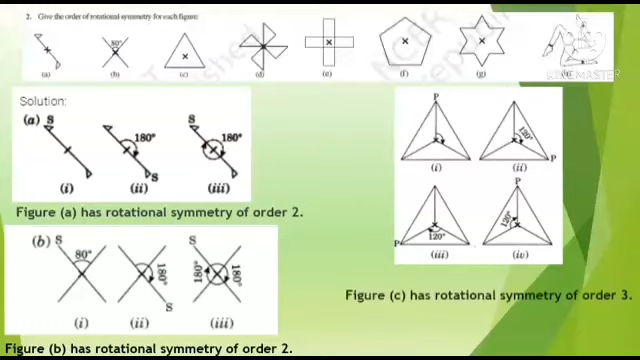 2. Give the order of rotational symmetry for each figure:
80°
(a) (b) (c) (d) (e) (f) (g) (h)
KINEMASTER
Solution:
(a) S
180°
S
S
180°
(i) (ii) (iii)
Figure (a) has rotational symmetry of order 2.
(b) S
80°
180°
S
S
180°
180°
(i) (ii) (iii)
Figure (b) has rotational symmetry of order 2.
P
(i)
120°
P
(ii)
P
120°
(iii)
P
120°
(iv)
Figure (c) has rotational symmetry of order 3.